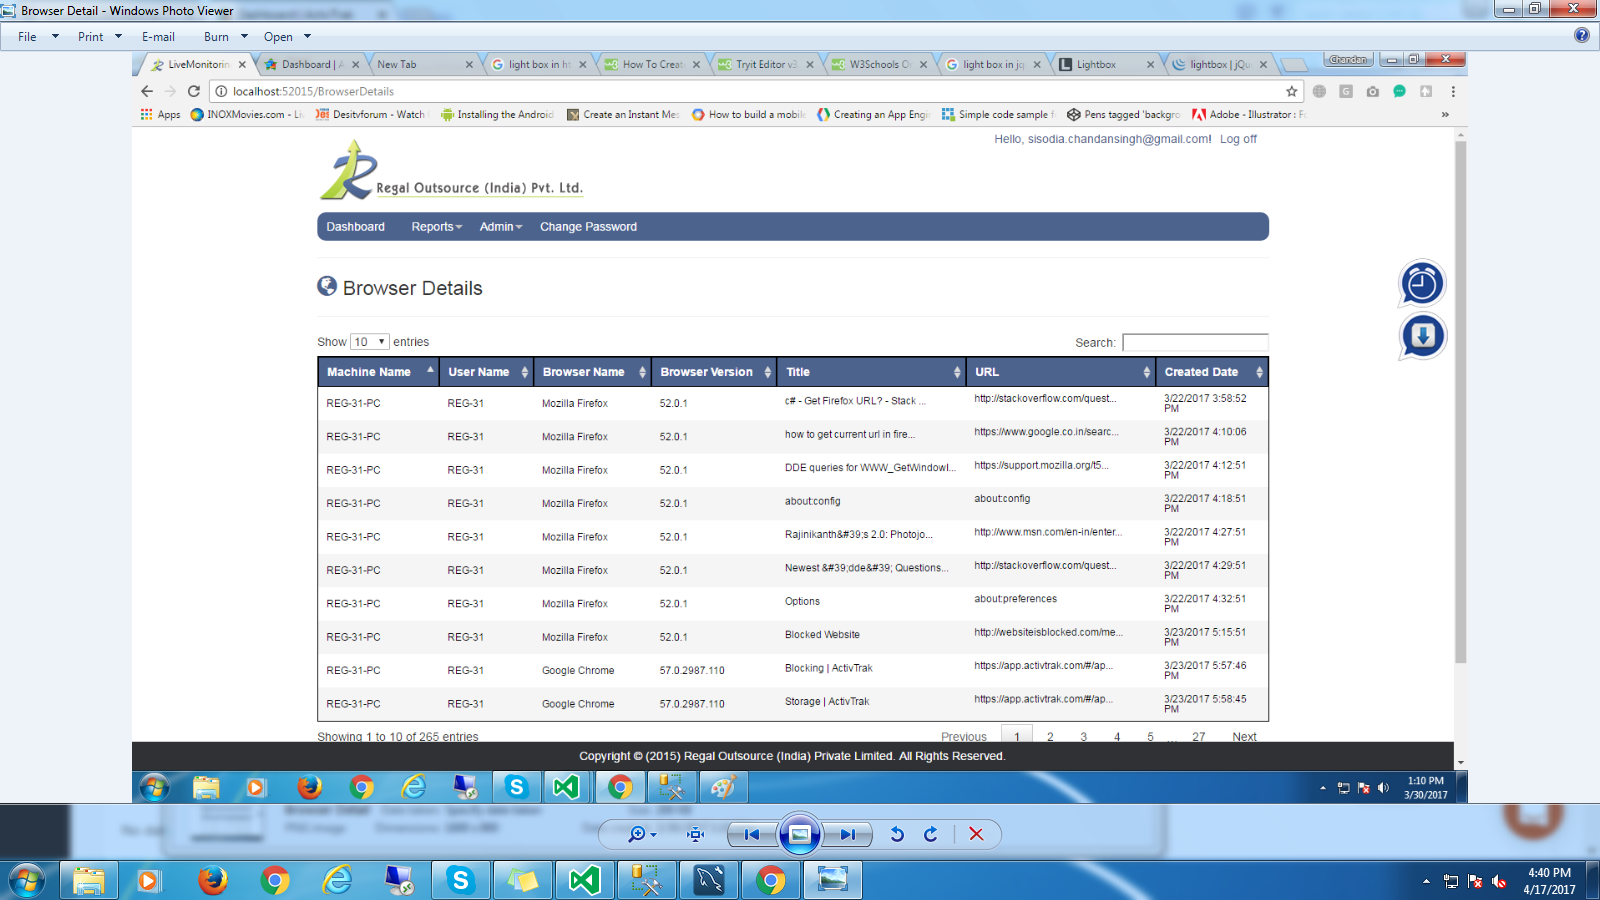 Browser Detail - Windows Photo Viewer
File Print E-mail Burn Open
LiveMonitorin Dashboard | A New Tab light box in ht How To Creat Tryit Editor v3. W3Schools O light box in jq Lightbox lightbox | jQu Chandan
localhost:52015/BrowserDetails
Apps INOXMovies.com - Li Desitvforum - Watch Installing the Android Create an Instant Mes How to build a mobile Creating an App Engi Simple code sample f Pens tagged 'backgro Adobe - Illustrator : Fo »
Hello, sisodia.chandansingh@gmail.com! Log off
Regal Outsource (India) Pvt. Ltd.
Dashboard Reports Admin Change Password
Browser Details
Show 10 entries Search:
Machine Name User Name Browser Name Browser Version Title URL Created Date
REG-31-PC REG-31 Mozilla Firefox 52.0.1 c# - Get Firefox URL? - Stack ... http://stackoverflow.com/quest... 3/22/2017 3:58:52 PM
REG-31-PC REG-31 Mozilla Firefox 52.0.1 how to get current url in fire... https://www.google.co.in/searc... 3/22/2017 4:10:06 PM
REG-31-PC REG-31 Mozilla Firefox 52.0.1 DDE queries for WWW_GetWindowI... https://support.mozilla.org/t5... 3/22/2017 4:12:51 PM
REG-31-PC REG-31 Mozilla Firefox 52.0.1 about:config about:config 3/22/2017 4:18:51 PM
REG-31-PC REG-31 Mozilla Firefox 52.0.1 Rajinikanth&#39;s 2.0: Photojo... http://www.msn.com/en-in/enter... 3/22/2017 4:27:51 PM
REG-31-PC REG-31 Mozilla Firefox 52.0.1 Newest &#39;dde&#39; Questions... http://stackoverflow.com/quest... 3/22/2017 4:29:51 PM
REG-31-PC REG-31 Mozilla Firefox 52.0.1 Options about:preferences 3/22/2017 4:32:51 PM
REG-31-PC REG-31 Mozilla Firefox 52.0.1 Blocked Website http://websiteisblocked.com/me... 3/23/2017 5:15:51 PM
REG-31-PC REG-31 Google Chrome 57.0.2987.110 Blocking | ActivTrak https://app.activtrak.com/#/ap... 3/23/2017 5:57:46 PM
REG-31-PC REG-31 Google Chrome 57.0.2987.110 Storage | ActivTrak https://app.activtrak.com/#/ap... 3/23/2017 5:58:45 PM
Showing 1 to 10 of 265 entries Previous 1 2 3 4 5 ... 27 Next
Copyright © (2015) Regal Outsource (India) Private Limited. All Rights Reserved.
1:10 PM
3/30/2017
4:40 PM
4/17/2017